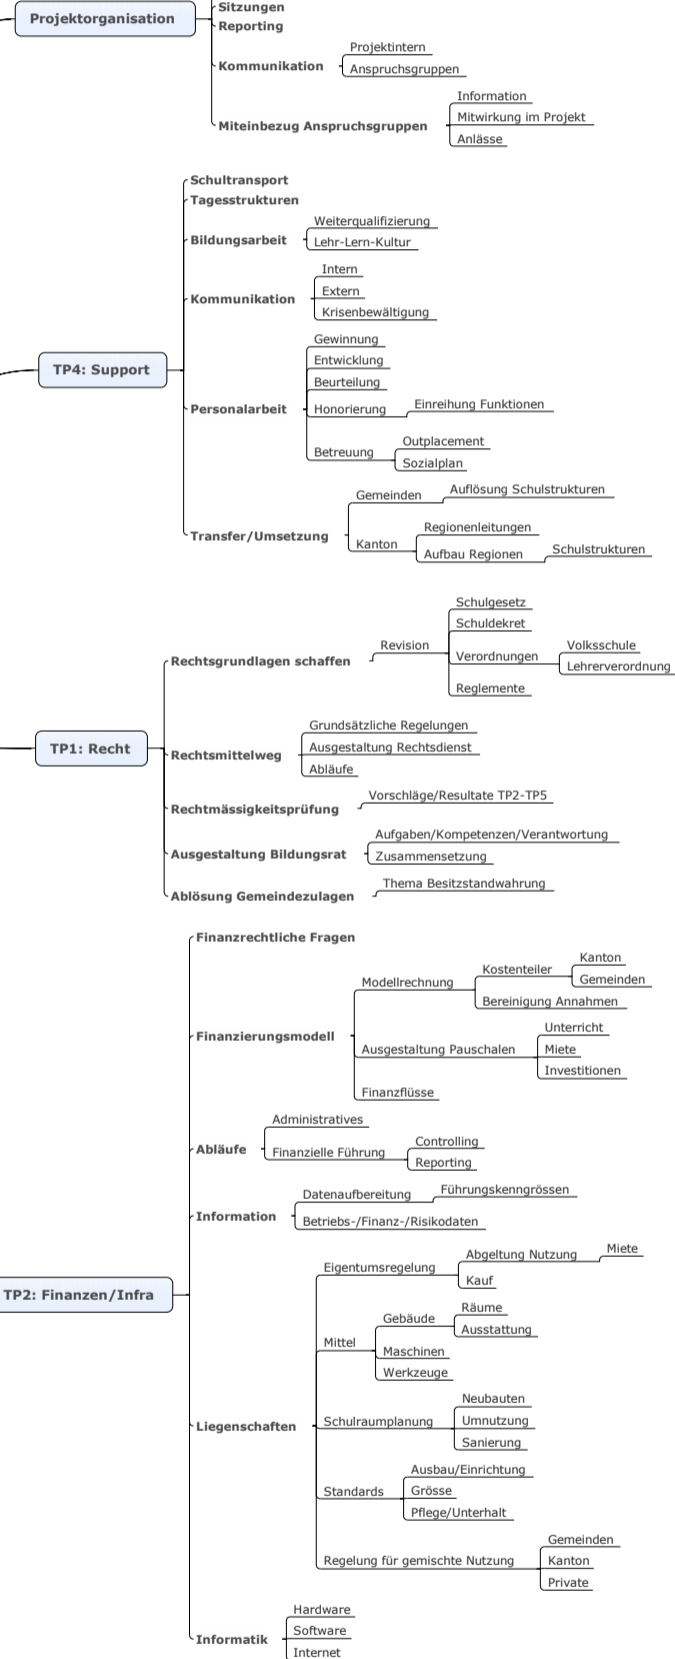 Projektorganisation
Sitzungen
Reporting
Kommunikation
Projektintern
Anspruchsgruppen
Miteinbezug Anspruchsgruppen
Information
Mitwirkung im Projekt
Anlässe
TP4: Support
Schultransport
Tagesstrukturen
Bildungsarbeit
Weiterqualifizierung
Lehr-Lern-Kultur
Kommunikation
Intern
Extern
Krisenbewältigung
Personalarbeit
Gewinnung
Entwicklung
Beurteilung
Honorierung
Einreihung Funktionen
Betreuung
Outplacement
Sozialplan
Transfer/Umsetzung
Gemeinden
Auflösung Schulstrukturen
Kanton
Regionenleitungen
Aufbau Regionen
Schulstrukturen
TP1: Recht
Rechtsgrundlagen schaffen
Revision
Schulgesetz
Schuldekret
Verordnungen
Volksschule
Lehrerverordnung
Reglemente
Rechtsmittelweg
Grundsätzliche Regelungen
Ausgestaltung Rechtsdienst
Abläufe
Rechtmässigkeitsprüfung
Vorschläge/Resultate TP2-TP5
Ausgestaltung Bildungsrat
Aufgaben/Kompetenzen/Verantwortung
Zusammensetzung
Ablösung Gemeindezulagen
Thema Besitzstandwahrung
TP2: Finanzen/Infra
Finanzrechtliche Fragen
Finanzierungsmodell
Modellrechnung
Kostenteiler
Kanton
Gemeinden
Bereinigung Annahmen
Ausgestaltung Pauschalen
Unterricht
Miete
Investitionen
Finanzflüsse
Abläufe
Administratives
Finanzielle Führung
Controlling
Reporting
Information
Datenaufbereitung
Führungskenngrössen
Betriebs-/Finanz-/Risikodaten
Liegenschaften
Eigentumsregelung
Abgeltung Nutzung
Miete
Kauf
Mittel
Gebäude
Räume
Ausstattung
Maschinen
Werkzeuge
Schulraumplanung
Neubauten
Umnutzung
Sanierung
Standards
Ausbau/Einrichtung
Grösse
Pflege/Unterhalt
Regelung für gemischte Nutzung
Gemeinden
Kanton
Private
Informatik
Hardware
Software
Internet